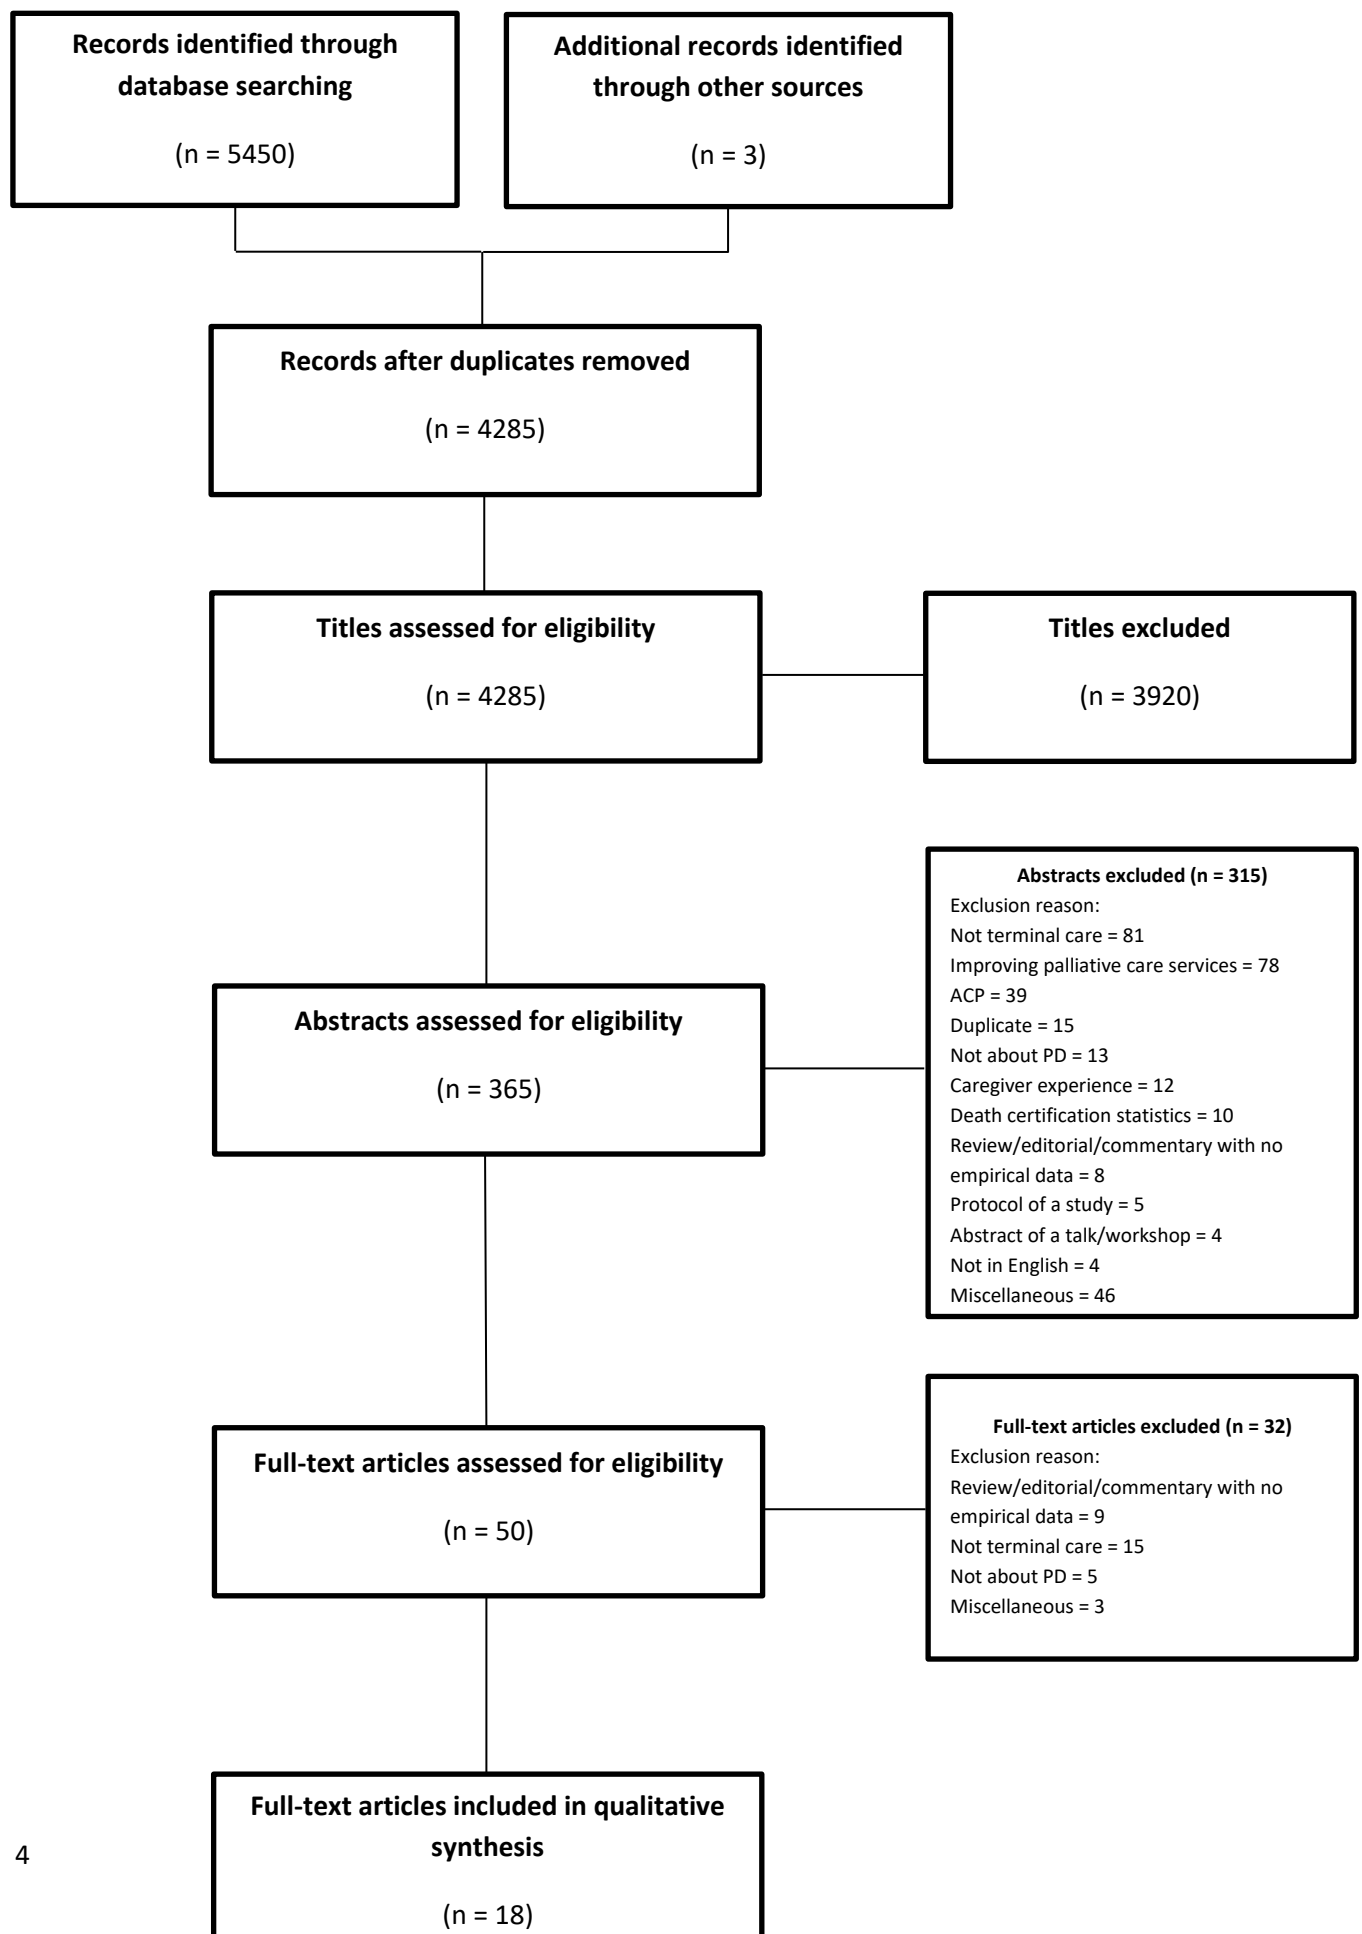 Records identified through
database searching
(n = 5450)
Additional records identified
through other sources
(n = 3)
Records after duplicates removed
(n = 4285)
Titles assessed for eligibility
(n = 4285)
Titles excluded
(n = 3920)
Abstracts assessed for eligibility
(n = 365)
Abstracts excluded (n = 315)
Exclusion reason:
Not terminal care = 81
Improving palliative care services = 78
ACP = 39
Duplicate = 15
Not about PD = 13
Caregiver experience = 12
Death certification statistics = 10
Review/editorial/commentary with no
empirical data = 8
Protocol of a study = 5
Abstract of a talk/workshop = 4
Not in English = 4
Miscellaneous = 46
Full-text articles assessed for eligibility
(n = 50)
Full-text articles excluded (n = 32)
Exclusion reason:
Review/editorial/commentary with no
empirical data = 9
Not terminal care = 15
Not about PD = 5
Miscellaneous = 3
Full-text articles included in qualitative
synthesis
(n = 18)
4